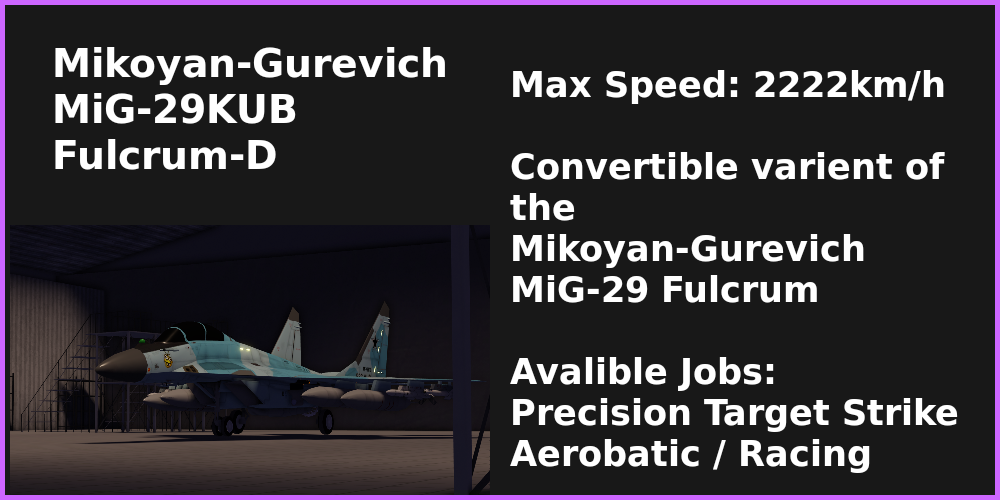 Mikoyan-Gurevich
MiG-29KUB
Fulcrum-D
Max Speed: 2222km/h
Convertible varient of
the
Mikoyan-Gurevich
MiG-29 Fulcrum
Avalible Jobs:
Precision Target Strike
Aerobatic / Racing